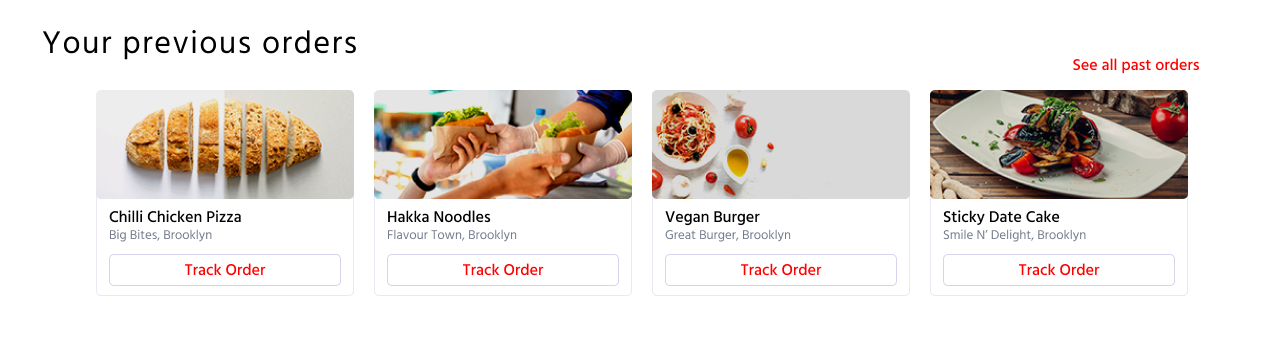 Your previous orders
See all past orders
Chilli Chicken Pizza
Big Bites, Brooklyn
Track Order
Hakka Noodles
Flavour Town, Brooklyn
Track Order
Vegan Burger
Great Burger, Brooklyn
Track Order
Sticky Date Cake
Smile N’ Delight, Brooklyn
Track Order